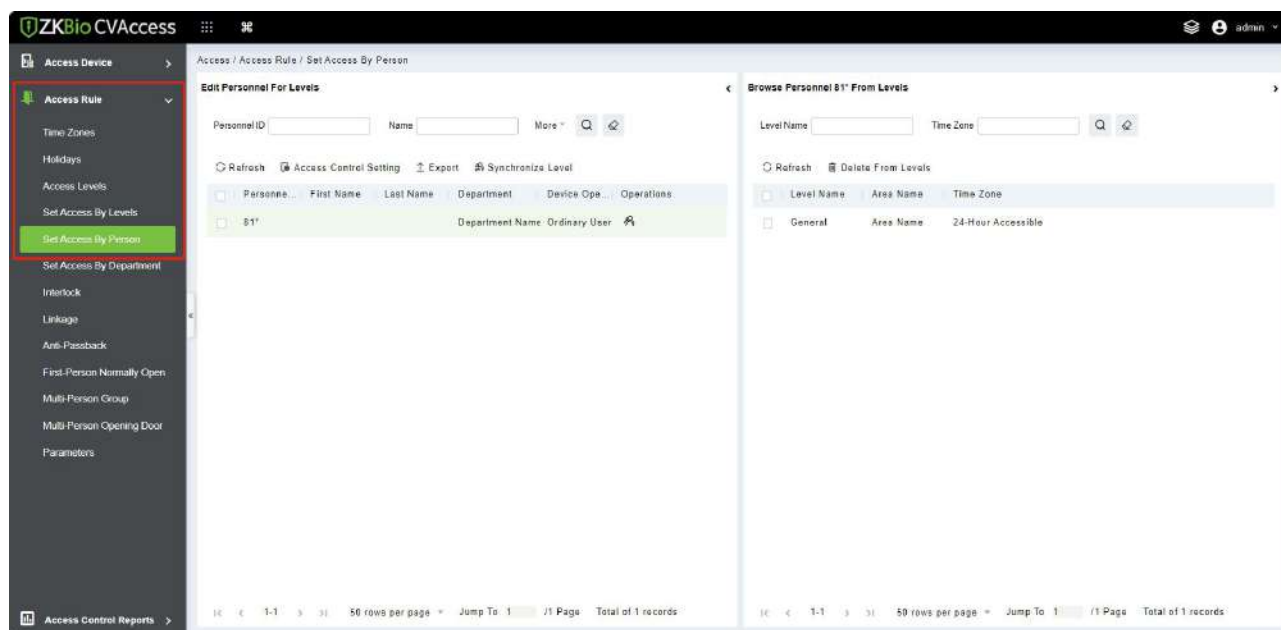 ZKBio CVAccess
admin
Access Device
Access Rule
Time Zones
Holidays
Access Levels
Set Access By Levels
Set Access By Person
Set Access By Department
Interlock
Linkage
Anti-Passback
First-Person Normally Open
Multi-Person Group
Multi-Person Opening Door
Parameters
Access Control Reports
Access / Access Rule / Set Access By Person
Edit Personnel For Levels
Personnel ID Name More
Refresh Access Control Setting Export Synchronize Level
Personne... First Name Last Name Department Device Ope... Operations
81* Department Name Ordinary User
1-1 50 rows per page Jump To 1 /1 Page Total of 1 records
Browse Personnel 81* From Levels
Level Name Time Zone
Refresh Delete From Levels
Level Name Area Name Time Zone
General Area Name 24-Hour Accessible
1-1 50 rows per page Jump To 1 /1 Page Total of 1 records